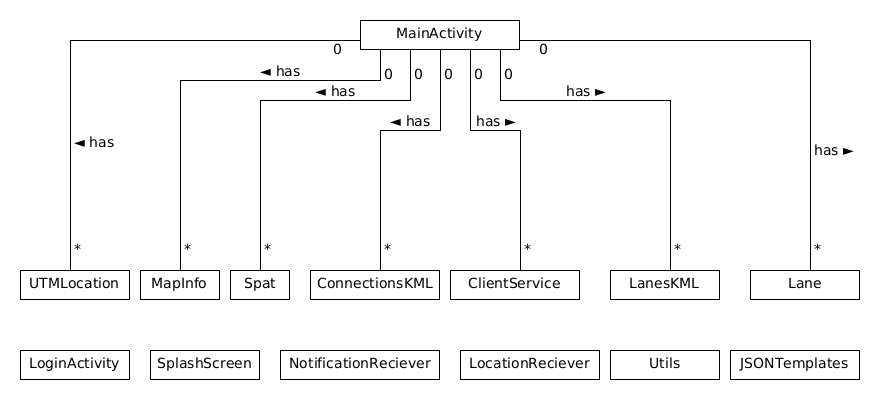 MainActivity
0 0
◄ has 0 0 0 0 0
◄ has has ►
◄ has has ►
◄ has has ►
* * * * * * *
UTMLocation MapInfo Spat ConnectionsKML ClientService LanesKML Lane
LoginActivity SplashScreen NotificationReciever LocationReciever Utils JSONTemplates